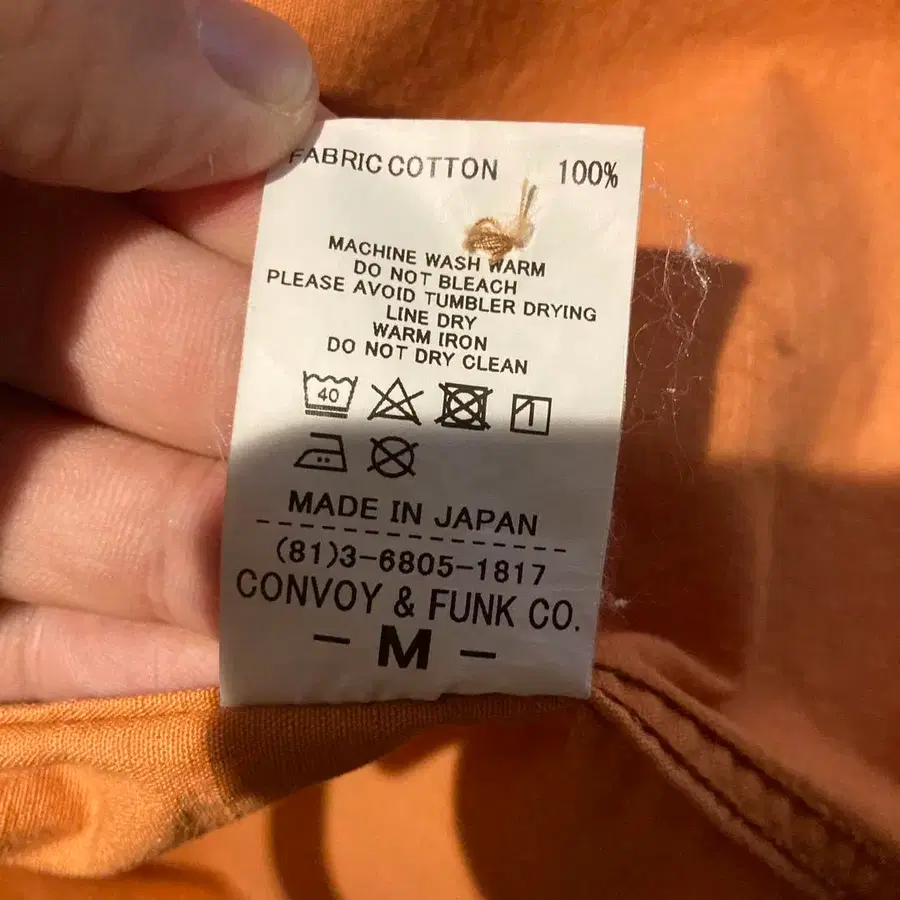 FABRIC COTTON 100%
MACHINE WASH WARM
DO NOT BLEACH
PLEASE AVOID TUMBLER DRYING
LINE DRY
WARM IRON
DO NOT DRY CLEAN
40
MADE IN JAPAN
(81)3-6805-1817
CONVOY & FUNK CO.
- M -